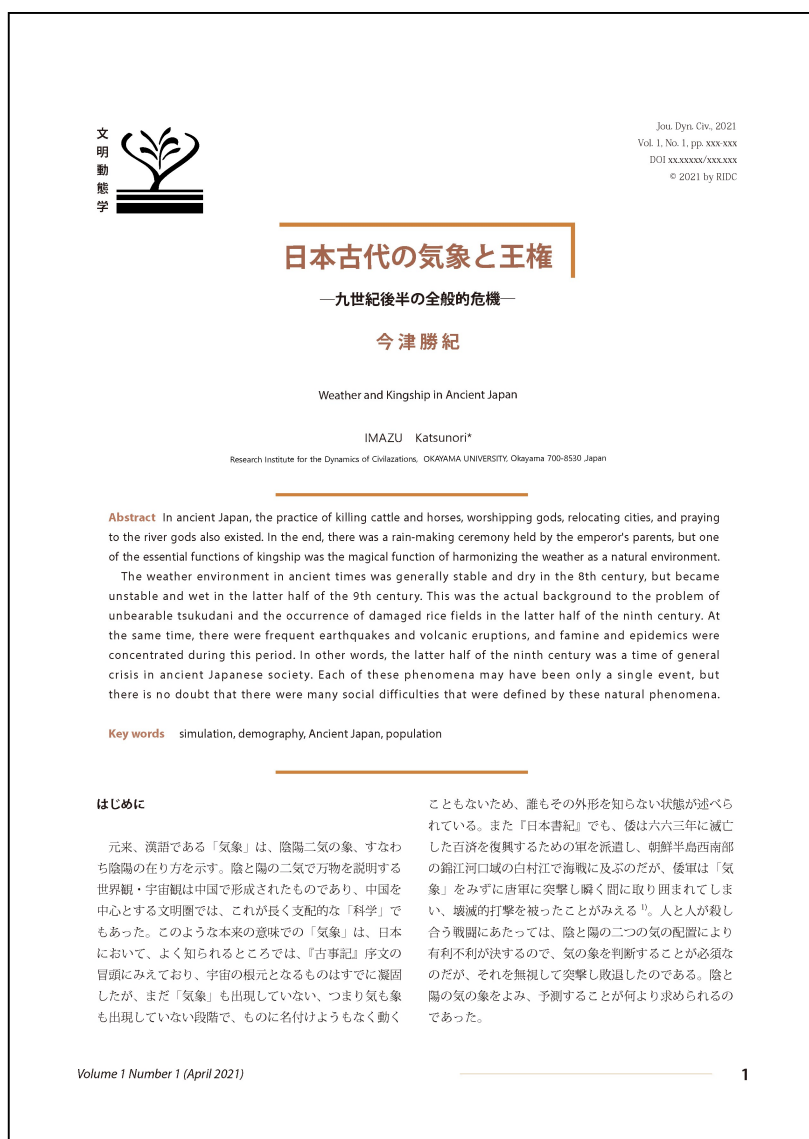 文
明
動
態
学
Jou. Dyn. Civ., 2021
Vol. 1, No. 1, pp. xxx-xxx
DOI xx.xxxxx/xxx.xxx
© 2021 by RIDC
日本古代の気象と王権
―九世紀後半の全般的危機―
今津勝紀
Weather and Kingship in Ancient Japan
IMAZU　Katsunori*
Research Institute for the Dynamics of Civilazations,  OKAYAMA UNIVERSITY, Okayama 700-8530 ,Japan
Abstract  In ancient Japan, the practice of killing cattle and horses, worshipping gods, relocating cities, and praying
to the river gods also existed. In the end, there was a rain-making ceremony held by the emperor's parents, but one
of the essential functions of kingship was the magical function of harmonizing the weather as a natural environment.
The weather environment in ancient times was generally stable and dry in the 8th century, but became
unstable and wet in the latter half of the 9th century. This was the actual background to the problem of
unbearable tsukudani and the occurrence of damaged rice fields in the latter half of the ninth century. At
the same time, there were frequent earthquakes and volcanic eruptions, and famine and epidemics were
concentrated during this period. In other words, the latter half of the ninth century was a time of general
crisis in ancient Japanese society. Each of these phenomena may have been only a single event, but
there is no doubt that there were many social difficulties that were defined by these natural phenomena.
Key words  simulation, demography, Ancient Japan, population
はじめに
元来、漢語である「気象」は、陰陽二気の象、すなわ
ち陰陽の在り方を示す。陰と陽の二気で万物を説明する
世界観・宇宙観は中国で形成されたものであり、中国を
中心とする文明圏では、これが長く支配的な「科学」で
もあった。このような本来の意味での「気象」は、日本
において、よく知られるところでは、『古事記』序文の
冒頭にみえており、宇宙の根元となるものはすでに凝固
したが、まだ「気象」も出現していない、つまり気も象
も出現していない段階で、ものに名付けようもなく動く
こともないため、誰もその外形を知らない状態が述べら
れている。また『日本書紀』でも、倭は六六三年に滅亡
した百済を復興するための軍を派遣し、朝鮮半島西南部
の錦江河口域の白村江で海戦に及ぶのだが、倭軍は「気
象」をみずに唐軍に突撃し瞬く間に取り囲まれてしま
い、壊滅的打撃を被ったことがみえる 1)。人と人が殺し
合う戦闘にあたっては、陰と陽の二つの気の配置により
有利不利が決するので、気の象を判断することが必須な
のだが、それを無視して突撃し敗退したのである。陰と
陽の気の象をよみ、予測することが何より求められるの
であった。
Volume 1 Number 1 (April 2021)
1